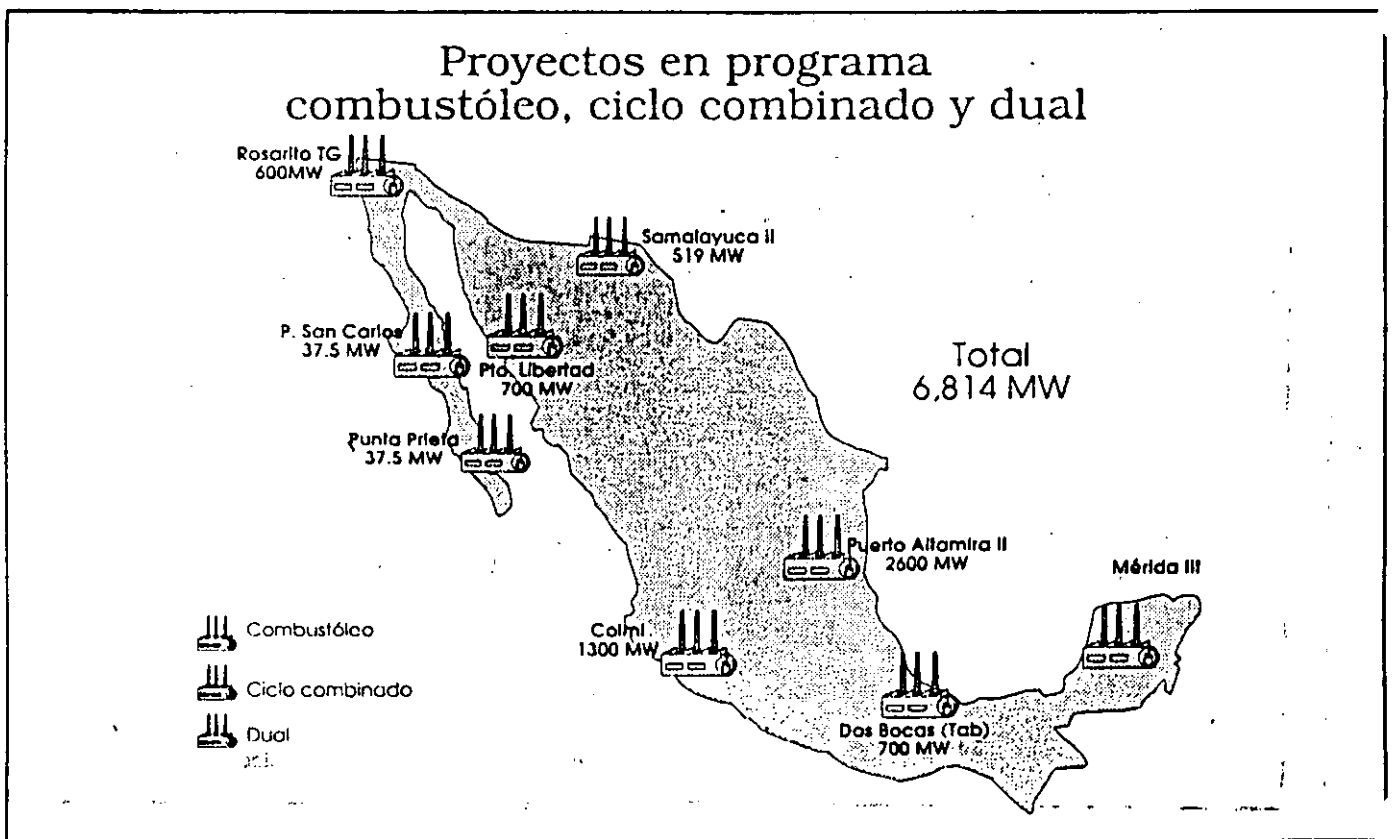 Proyectos en programa
combustóleo, ciclo combinado y dual
Rosarito TG
600MW
Samalayuca II
519 MW
P. San Carlos
37.5 MW
Pto. Libertad
700 MW
Total
6,814 MW
Punta Prieta
37.5 MW
Puerto Altamira II
2600 MW
Mérida III
Combustóleo
Colmi
1300 MW
Ciclo combinado
Dual
Dos Bocas (Tab)
700 MW